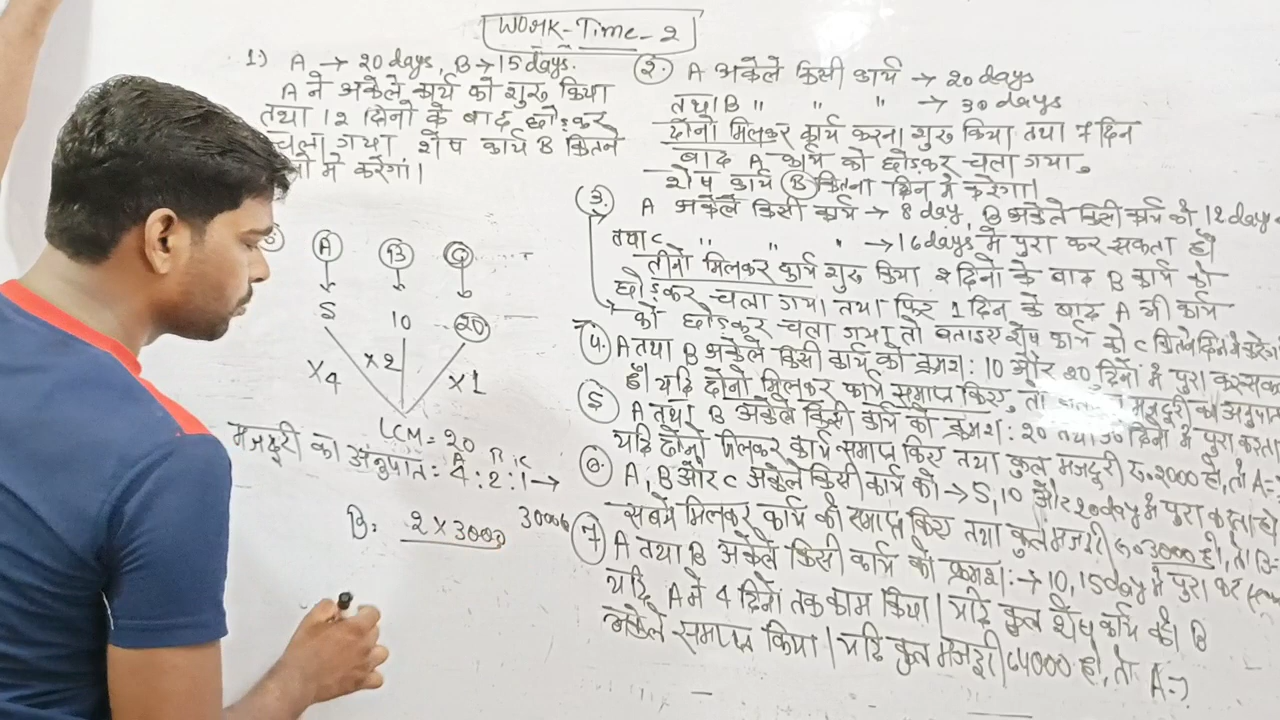 Work-Time-2
1) A → 20 days, B → 15 days.
A ने अकेले कार्य को शुरु किया
तथा 12 दिनो के बाद छोड़कर
चला गया शेष कार्य B कितने
मे करेगां।
2. A अकेले किसी कार्य → 20 days
तथा B " " " → 30 days
दोनो मिलकर कार्य करना शुरु किया तथा 7 दिन
बाद A कार्य को छोड़कर चला गया,
शेष कार्य B कितना दिन मे करेगा।
3. A अकेले किसी कार्य → 8 day, B अकेले किसी कार्य को 12 day
तथा C " " " → 16 days मे पुरा कर सकता है।
तीनो मिलकर कार्य शुरु किया 2 दिनो के बाद B कार्य को
छोड़कर चला गया तथा फिर 1 दिन के बाद A भी कार्य
को छोड़कर चला गया तो बताइए शेष कार्य को C कितने दिन मे करेगा
4. A तथा B अकेले किसी कार्य को क्रमश: 10 और 20 दिनो मे पुरा कर सकत
है। यदि दोनो मिलकर कार्य समाप्त किए, तो मजदूरी का अनुपात
5 A तथा B अकेले किसी कार्य को क्रमश: 20 तथा 30 दिनो मे पुरा करता
यदि दोनो मिलकर कार्य समाप्त किए तथा कुल मजदुरी रु.2000 हो, तो A=?
6. A, B और C अकेले किसी कार्य को → 5, 10 और 20 day मे पुरा करता हो
सबने मिलकर कार्य को समाप्त किए तथा कुल मजदुरी रु.3000 हो, तो B=
7 A तथा B अकेले किसी कार्य को क्रमश: → 10, 15 day मे पुरा कर
यदि A ने 4 दिनो तक काम किया। यदि कुल शेष कार्य को B
अकेले समाप्त किया। यदि कुल मजदुरी 4000 हो, तो A=?
A B C
5 10 20
×4 ×2 ×1
LCM = 20
A B C
मजदूरी का अनुपात = 4 : 2 : 1 →
B = 2 × 3000 3000